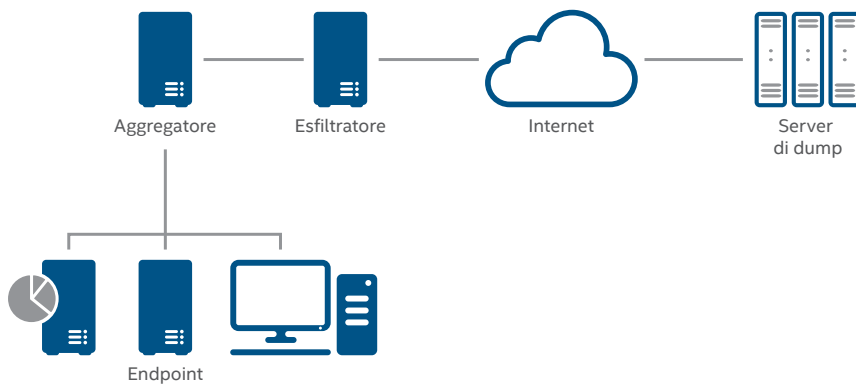 Aggregatore
Esfiltratore
Internet
Server
di dump
Endpoint